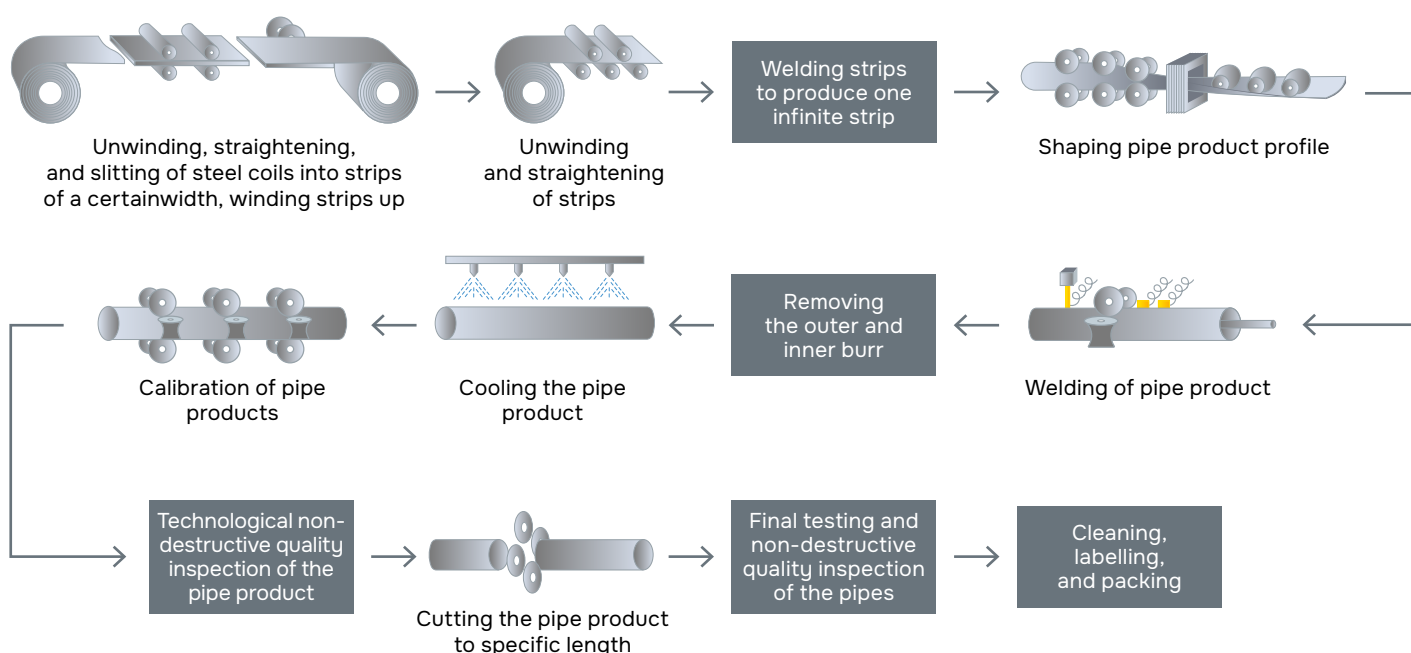 Unwinding, straightening,
and slitting of steel coils into strips
of a certainwidth, winding strips up
Unwinding
and straightening
of strips
Welding strips
to produce one
infinite strip
Shaping pipe product profile
Welding of pipe product
Removing
the outer and
inner burr
Cooling the pipe
product
Calibration of pipe
products
Technological non-
destructive quality
inspection of the
pipe product
Cutting the pipe product
to specific length
Final testing and
non-destructive
quality inspection
of the pipes
Cleaning,
labelling,
and packing